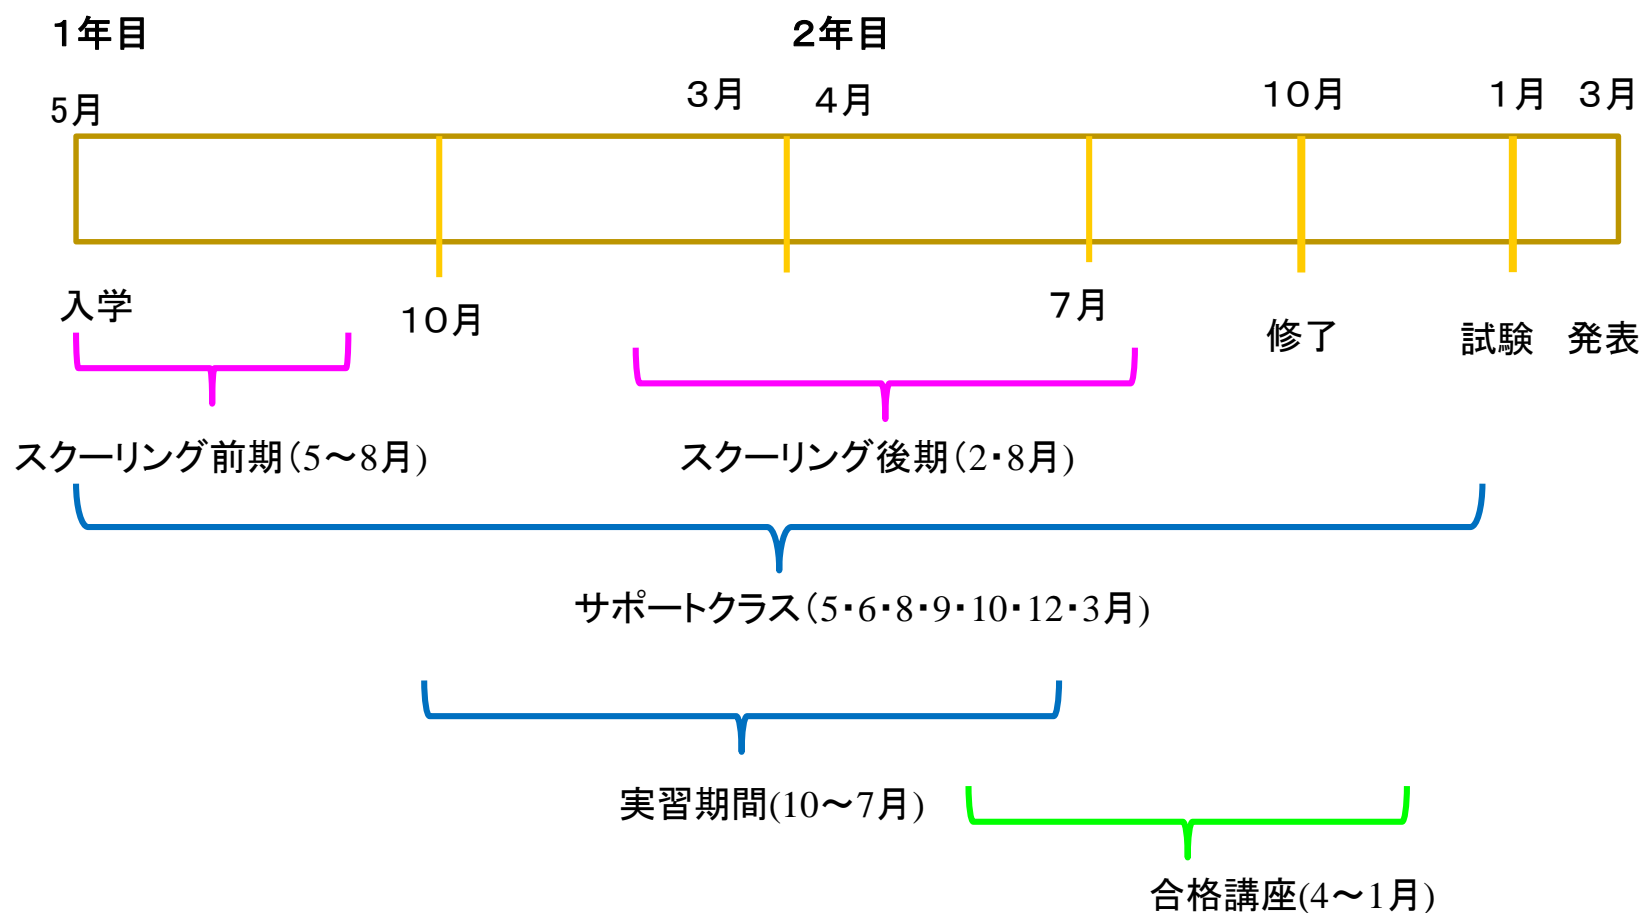 １年目
２年目
5月
３月
４月
１０月
１月
３月
入学
１０月
７月
修了
試験
発表
スクーリング前期（5～8月）
スクーリング後期（2・8月）
サポートクラス（5・6・8・9・10・12・3月）
実習期間(10～7月)
合格講座(4～1月)